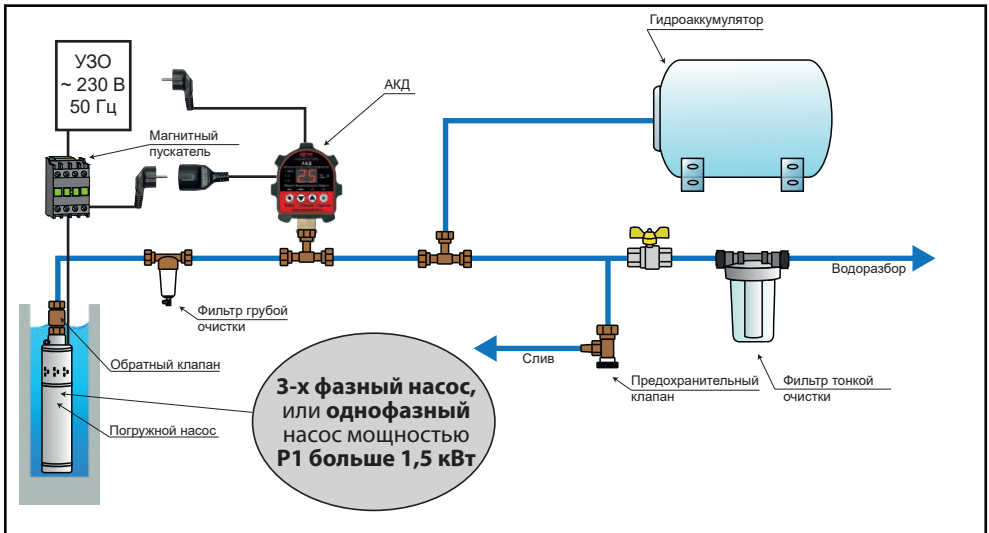 Гидроаккумулятор
УЗО
~ 230 В
50 Гц
АКД
Магнитный
пускатель
АКД
25
Водоразбор
Фильтр грубой
очистки
Обратный клапан
Слив
Предохранительный
клапан
Фильтр тонкой
очистки
Погружной насос
3-х фазный насос,
или однофазный
насос мощностью
P1 больше 1,5 кВт